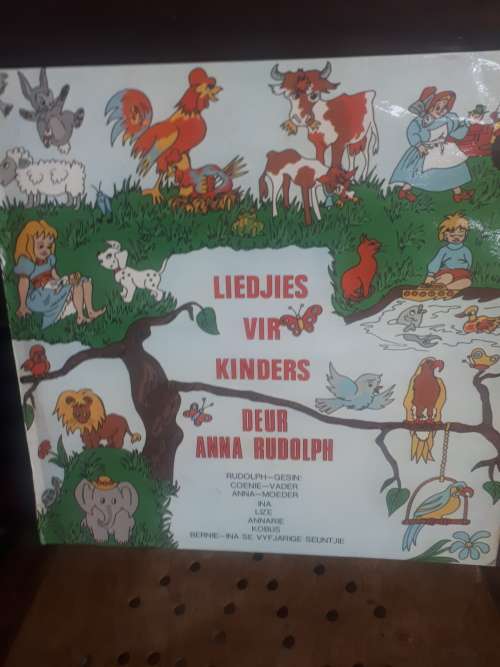 LIEDJIES
VIR
KINDERS
DEUR
ANNA RUDOLPH
RUDOLPH—GESIN:
COENIE—VADER
ANNA—MOEDER
INA
LIZE
ANNARIE
KOBUS
BERNIE—INA SE VYFJARIGE SEUNTJIE